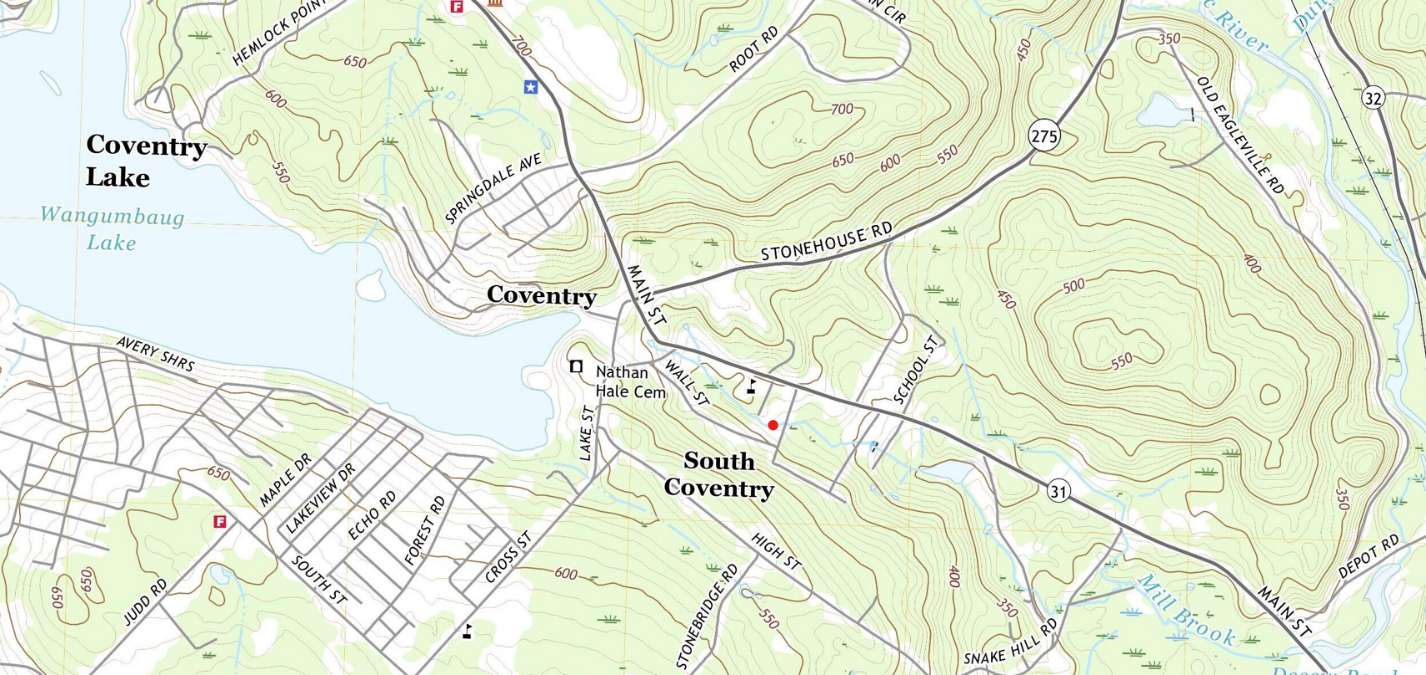 HEMLOCK POINT
F
700
N CIR
ROOT RD
450
350
c River
650
600
32
OLD EAGLEVILLE RD
700
275
Coventry
Lake
550
SPRINGDALE AVE
650
600
550
Wangumbaug
Lake
STONEHOUSE RD
400
MAIN ST
Coventry
450
500
550
AVERY SHRS
Nathan
Hale Cem
WALL ST
SCHOOL ST
LAKE ST
650
MAPLE DR
LAKEVIEW DR
ECHO RD
FOREST RD
South
Coventry
31
350
F
CROSS ST
HIGH ST
DEPOT RD
SOUTH ST
600
400
350
650
650
JUDD RD
550
STONEBRIDGE RD
Mill Brook
MAIN ST
SNAKE HILL RD